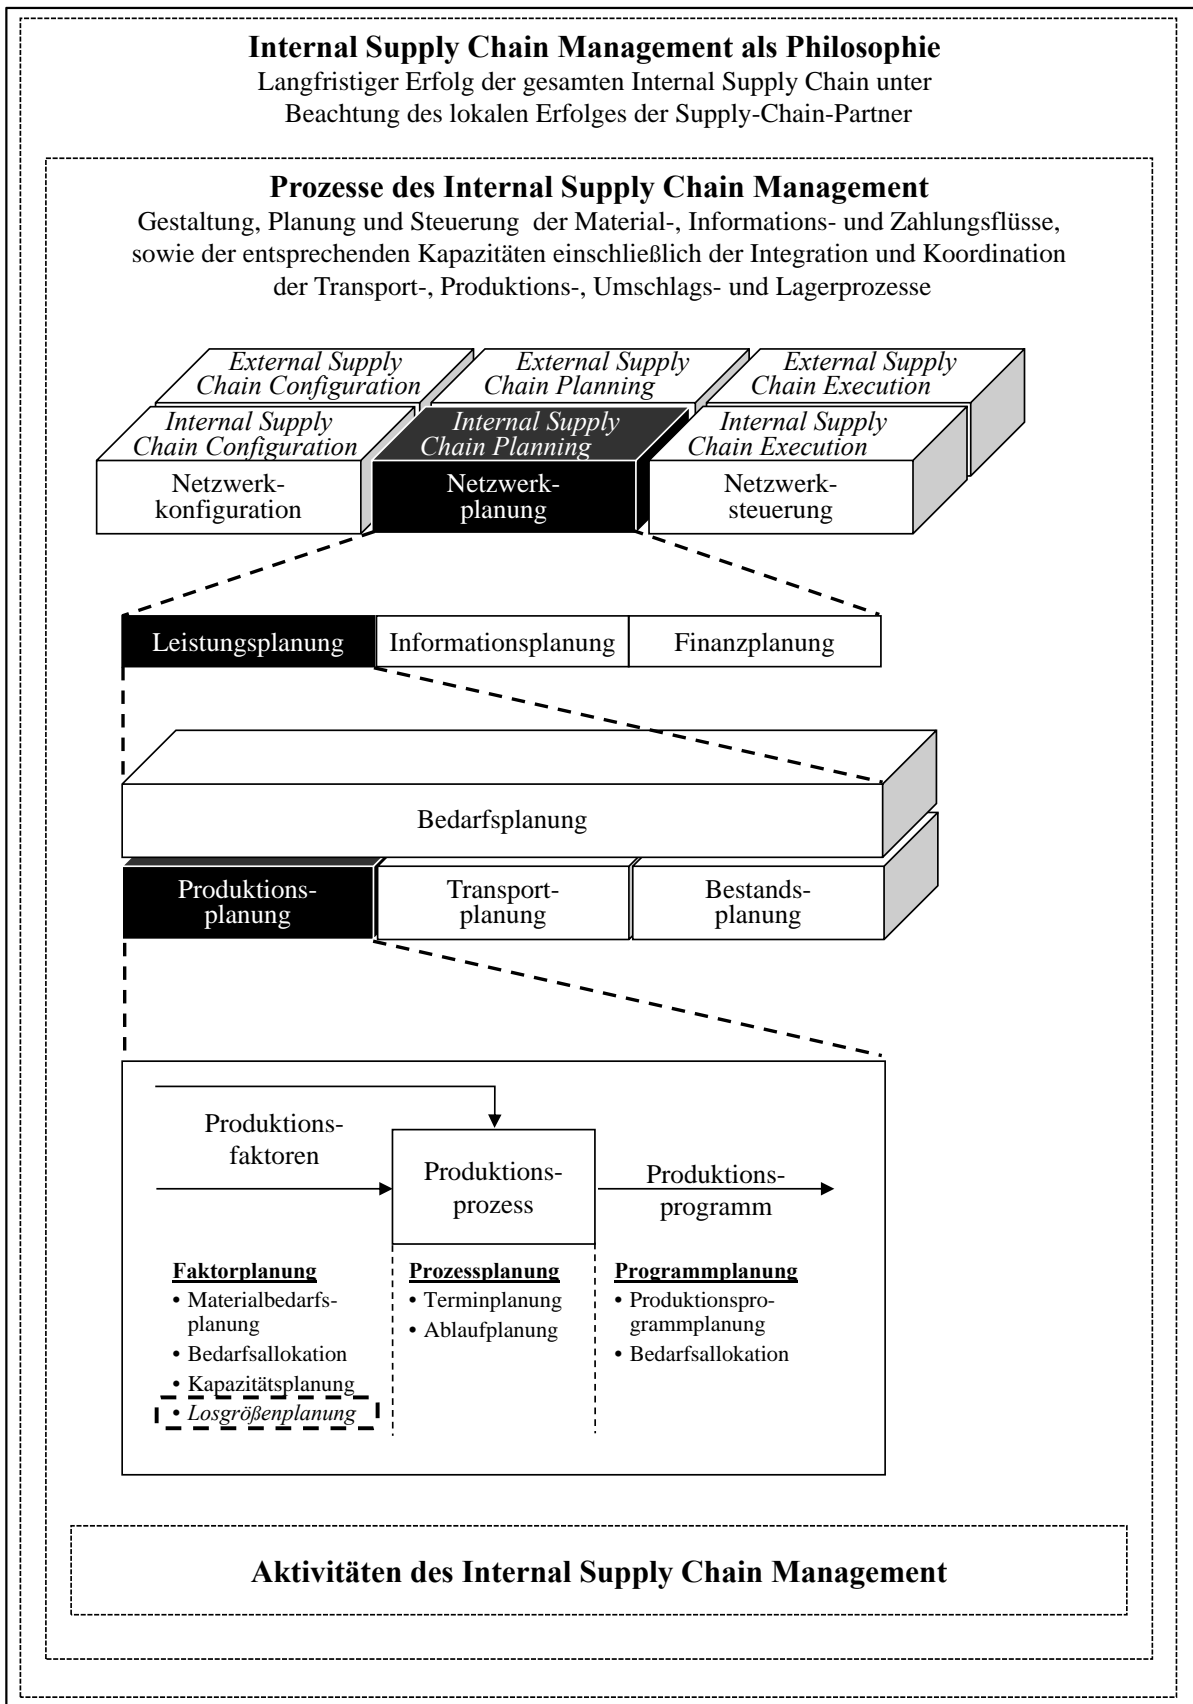 Internal Supply Chain Management als Philosophie
Langfristiger Erfolg der gesamten Internal Supply Chain unter
Beachtung des lokalen Erfolges der Supply-Chain-Partner
Prozesse des Internal Supply Chain Management
Gestaltung, Planung und Steuerung der Material-, Informations- und Zahlungsflüsse,
sowie der entsprechenden Kapazitäten einschließlich der Integration und Koordination
der Transport-, Produktions-, Umschlags- und Lagerprozesse
External Supply
Chain Configuration
External Supply
Chain Planning
External Supply
Chain Execution
Internal Supply
Chain Configuration
Internal Supply
Chain Planning
Internal Supply
Chain Execution
Netzwerk-
konfiguration
Netzwerk-
planung
Netzwerk-
steuerung
Leistungsplanung
Informationsplanung
Finanzplanung
Bedarfsplanung
Produktions-
planung
Transport-
planung
Bestands-
planung
Produktions-
faktoren
Produktions-
prozess
Produktions-
programm
Faktorplanung
• Materialbedarfs-
planung
• Bedarfsallokation
• Kapazitätsplanung
• Losgrößenplanung
Prozessplanung
• Terminplanung
• Ablaufplanung
Programmplanung
• Produktionspro-
grammplanung
• Bedarfsallokation
Aktivitäten des Internal Supply Chain Management